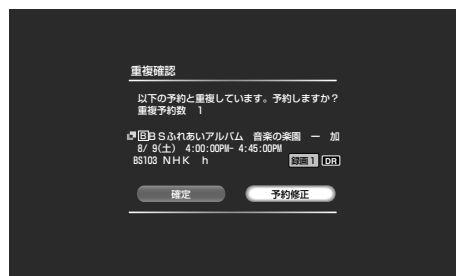 重複確認
以下の予約と重複しています。予約しますか？
重複予約数 1
BSふれあいアルバム 音楽の楽園 ー 加
8/ 9(土) 4:00:00PM- 4:45:00PM
BS103 NHK h 録画1 DR
確定 予約修正